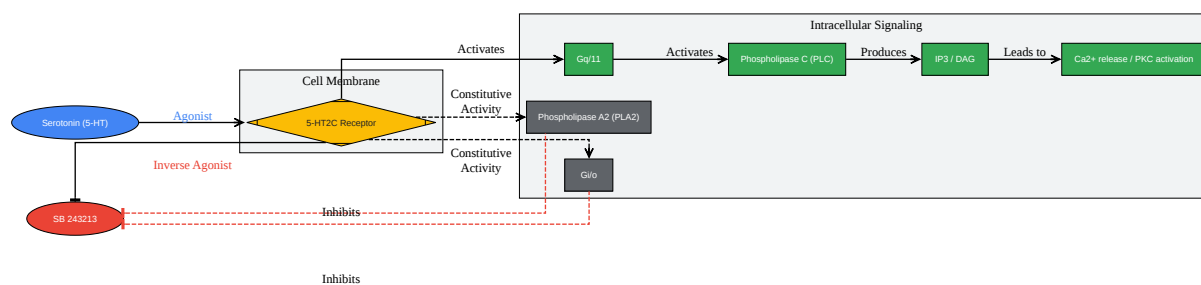 Intracellular Signaling
Activates
Gq/11
Activates
Phospholipase C (PLC)
Produces
IP3 / DAG
Leads to
Ca2+ release / PKC activation
Cell Membrane
Constitutive
Activity
Phospholipase A2 (PLA2)
Serotonin (5-HT)
Agonist
5-HT2C Receptor
Inverse Agonist
Constitutive
Activity
Gi/o
SB 243213
Inhibits
Inhibits